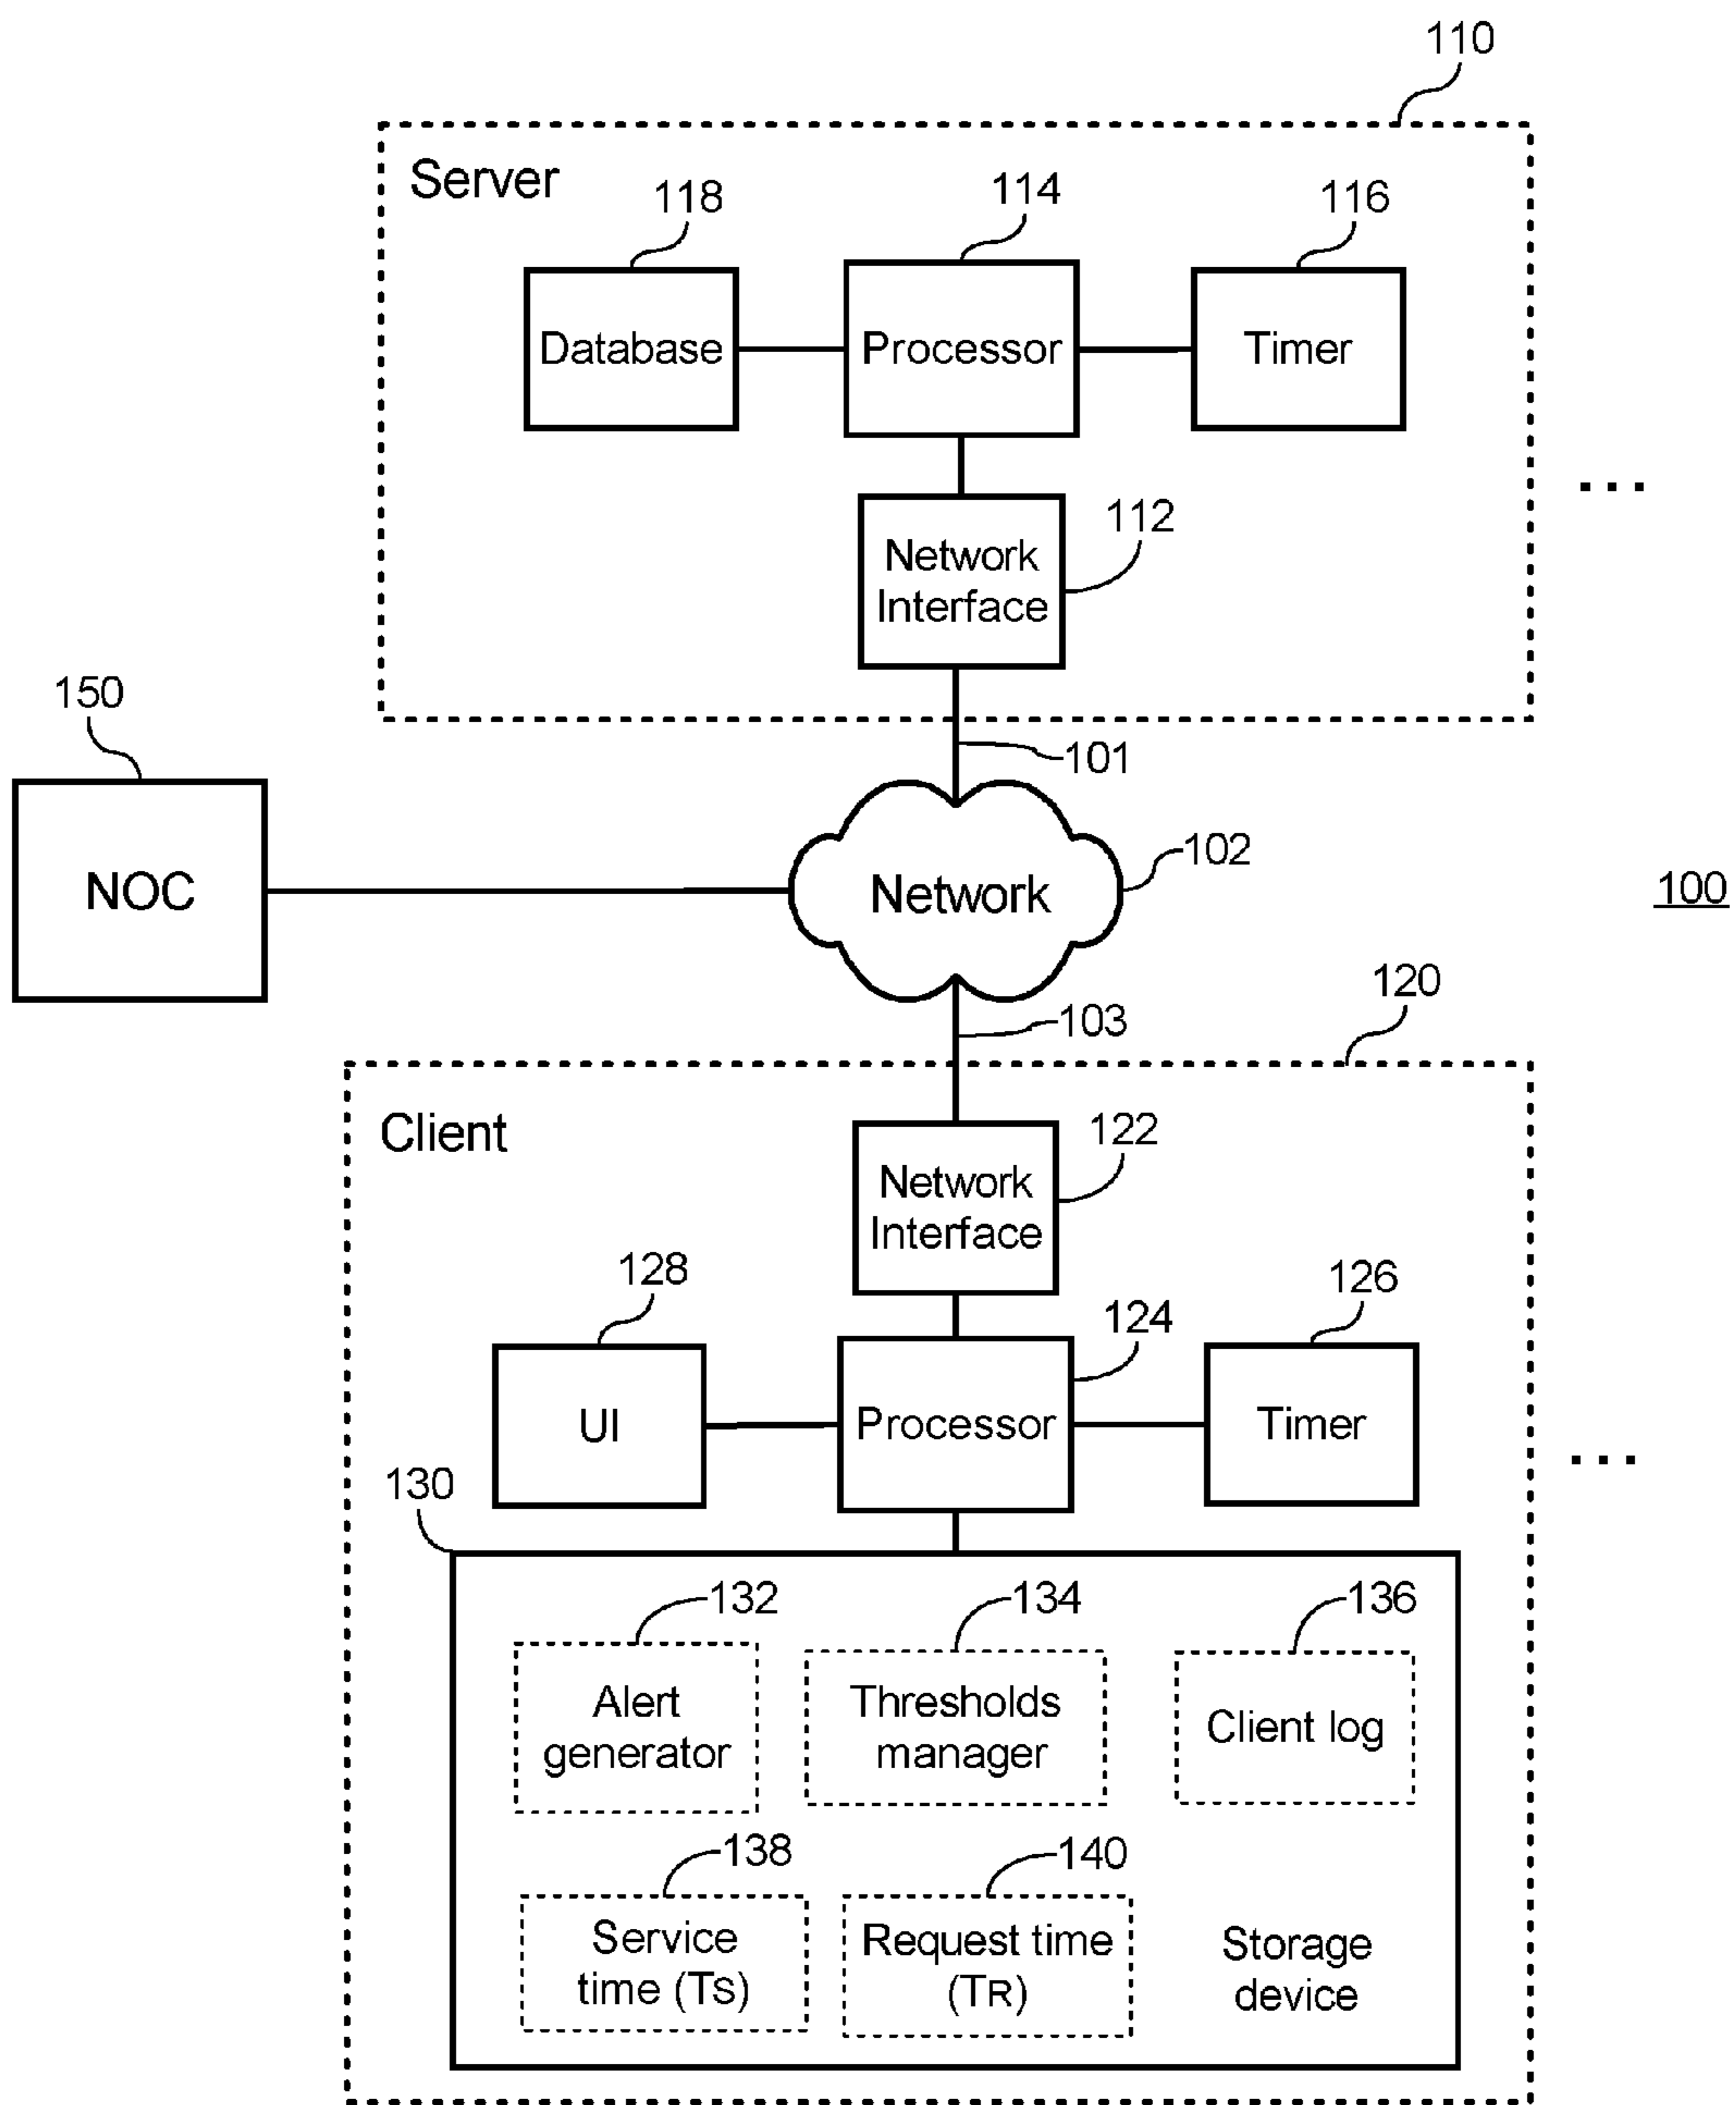 110
Server
118
114
116
Database
Processor
Timer
...
112
Network
Interface
150
101
NOC
Network
102
100
120
103
Client
122
Network
Interface
128
124
126
UI
Processor
Timer
...
130
132
134
136
Alert
generator
Thresholds
manager
Client log
138
140
Service
time (TS)
Request time
(TR)
Storage
device